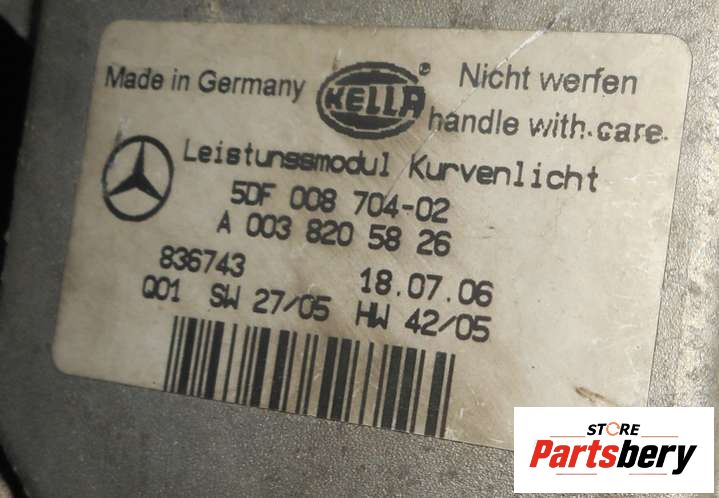 Made in Germany HELLA ® Nicht werfen
handle with care.
Leistungsmodul Kurvenlicht
5DF 008 704-02
A 003 820 58 26
836743 18.07.06
Q01 SW 27/05 HW 42/05
STORE
Partsbery